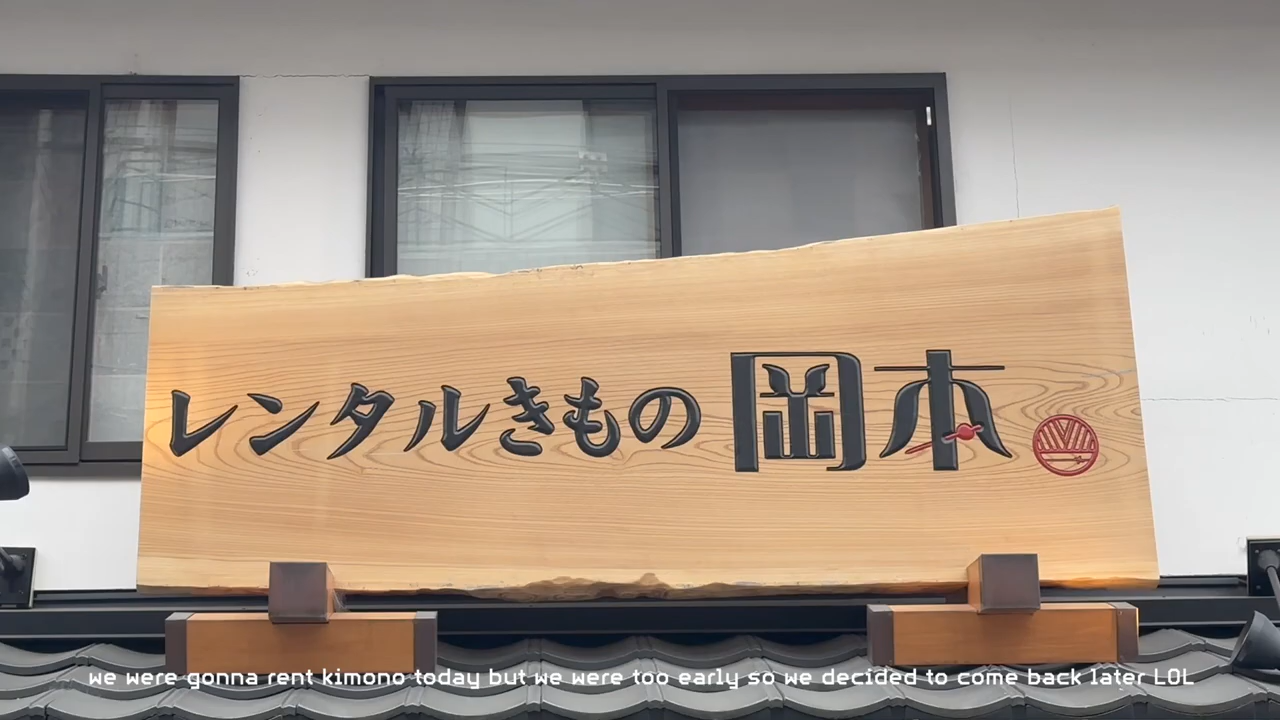 レンタルきもの 岡本
we were gonna rent kimono today but we were too early so we decided to come back later LOL